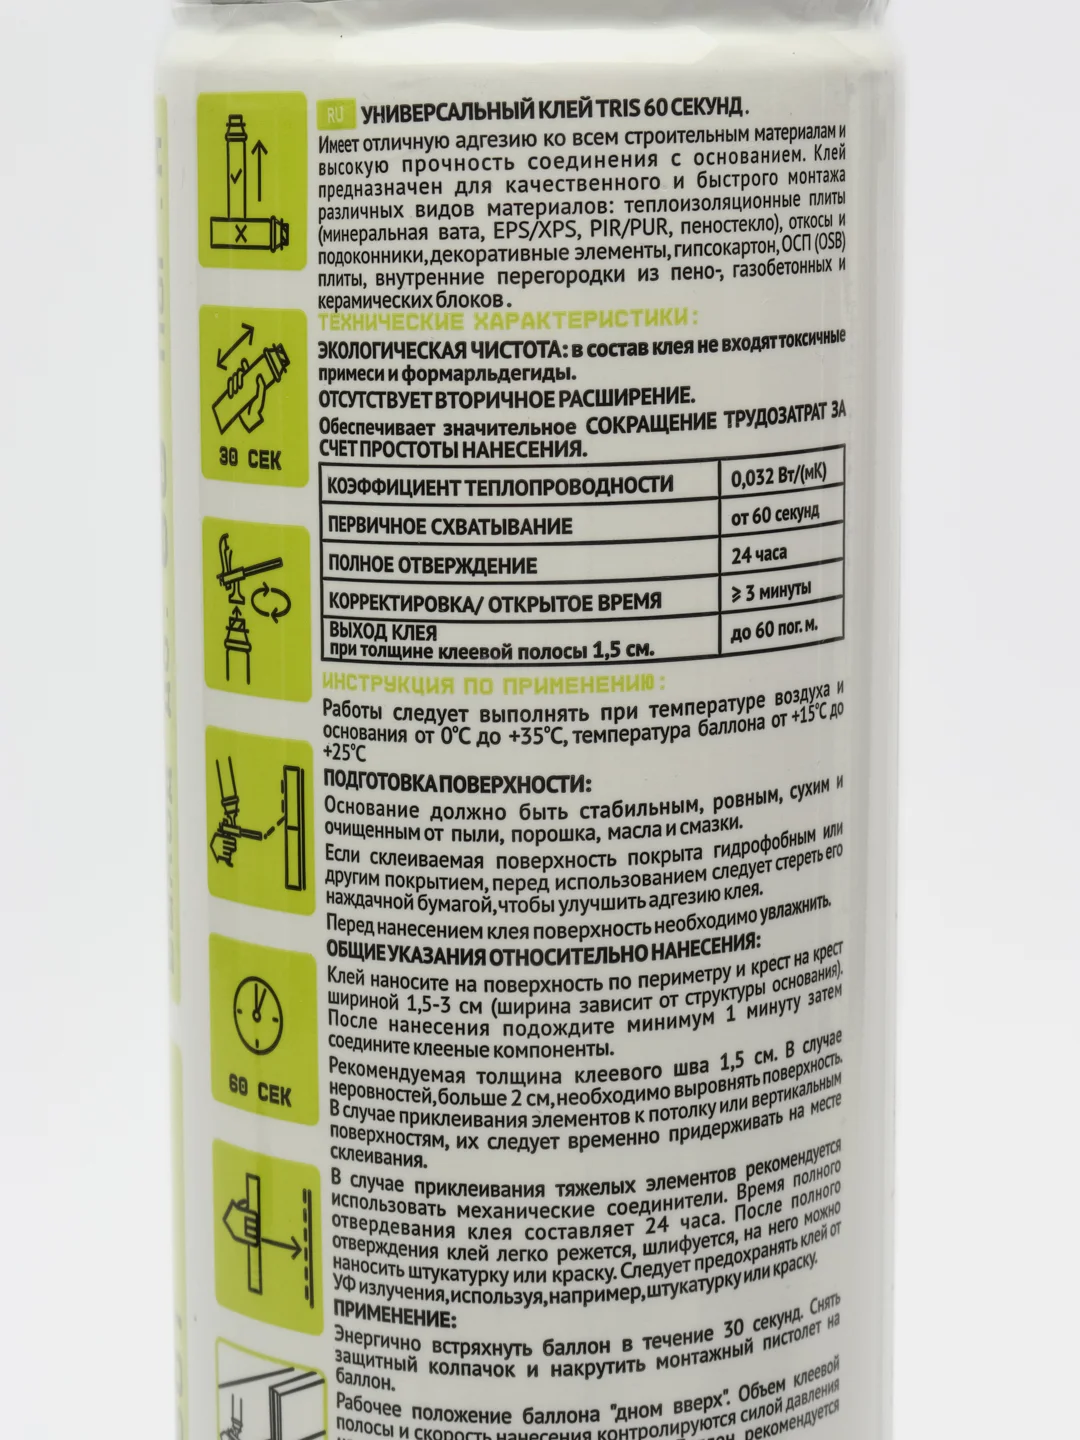 RU УНИВЕРСАЛЬНЫЙ КЛЕЙ TRIS 60 СЕКУНД.
Имеет отличную адгезию ко всем строительным материалам и
высокую прочность соединения с основанием. Клей
предназначен для качественного и быстрого монтажа
различных видов материалов: теплоизоляционные плиты
(минеральная вата, EPS/XPS, PIR/PUR, пеностекло), откосы и
подоконники, декоративные элементы, гипсокартон, ОСП (OSB)
плиты, внутренние перегородки из пено-, газобетонных и
керамических блоков.
ТЕХНИЧЕСКИЕ ХАРАКТЕРИСТИКИ:
ЭКОЛОГИЧЕСКАЯ ЧИСТОТА: в состав клея не входят токсичные
примеси и формарльдегиды.
ОТСУТСТВУЕТ ВТОРИЧНОЕ РАСШИРЕНИЕ.
Обеспечивает значительное СОКРАЩЕНИЕ ТРУДОЗАТРАТ ЗА
СЧЕТ ПРОСТОТЫ НАНЕСЕНИЯ.
КОЭФФИЦИЕНТ ТЕПЛОПРОВОДНОСТИ 0,032 Вт/(мК)
ПЕРВИЧНОЕ СХВАТЫВАНИЕ от 60 секунд
ПОЛНОЕ ОТВЕРЖДЕНИЕ 24 часа
КОРРЕКТИРОВКА/ ОТКРЫТОЕ ВРЕМЯ ⩾ 3 минуты
ВЫХОД КЛЕЯ
при толщине клеевой полосы 1,5 см. до 60 пог. м.
ИНСТРУКЦИЯ ПО ПРИМЕНЕНИЮ:
Работы следует выполнять при температуре воздуха и
основания от 0°C до +35°C, температура баллона от +15°C до
+25°C
ПОДГОТОВКА ПОВЕРХНОСТИ:
Основание должно быть стабильным, ровным, сухим и
очищенным от пыли, порошка, масла и смазки.
Если склеиваемая поверхность покрыта гидрофобным или
другим покрытием, перед использованием следует стереть его
наждачной бумагой, чтобы улучшить адгезию клея.
Перед нанесением клея поверхность необходимо увлажнить.
ОБЩИЕ УКАЗАНИЯ ОТНОСИТЕЛЬНО НАНЕСЕНИЯ:
Клей наносите на поверхность по периметру и крест на крест
шириной 1,5-3 см (ширина зависит от структуры основания).
После нанесения подождите минимум 1 минуту затем
соедините клееные компоненты.
Рекомендуемая толщина клеевого шва 1,5 см. В случае
неровностей, больше 2 см, необходимо выровнять поверхность.
В случае приклеивания элементов к потолку или вертикальным
поверхностям, их следует временно придерживать на месте
склеивания.
В случае приклеивания тяжелых элементов рекомендуется
использовать механические соединители. Время полного
отвердевания клея составляет 24 часа. После полного
отверждения клей легко режется, шлифуется, на него можно
наносить штукатурку или краску. Следует предохранять клей от
УФ излучения, используя, например, штукатурку или краску.
ПРИМЕНЕНИЕ:
Энергично встряхнуть баллон в течение 30 секунд. Снять
защитный колпачок и накрутить монтажный пистолет на
баллон.
Рабочее положение баллона "дном вверх". Объем клеевой
полосы и скорость нанесения контролируются силой давления
рекомендуется
30 СЕК
60 СЕК